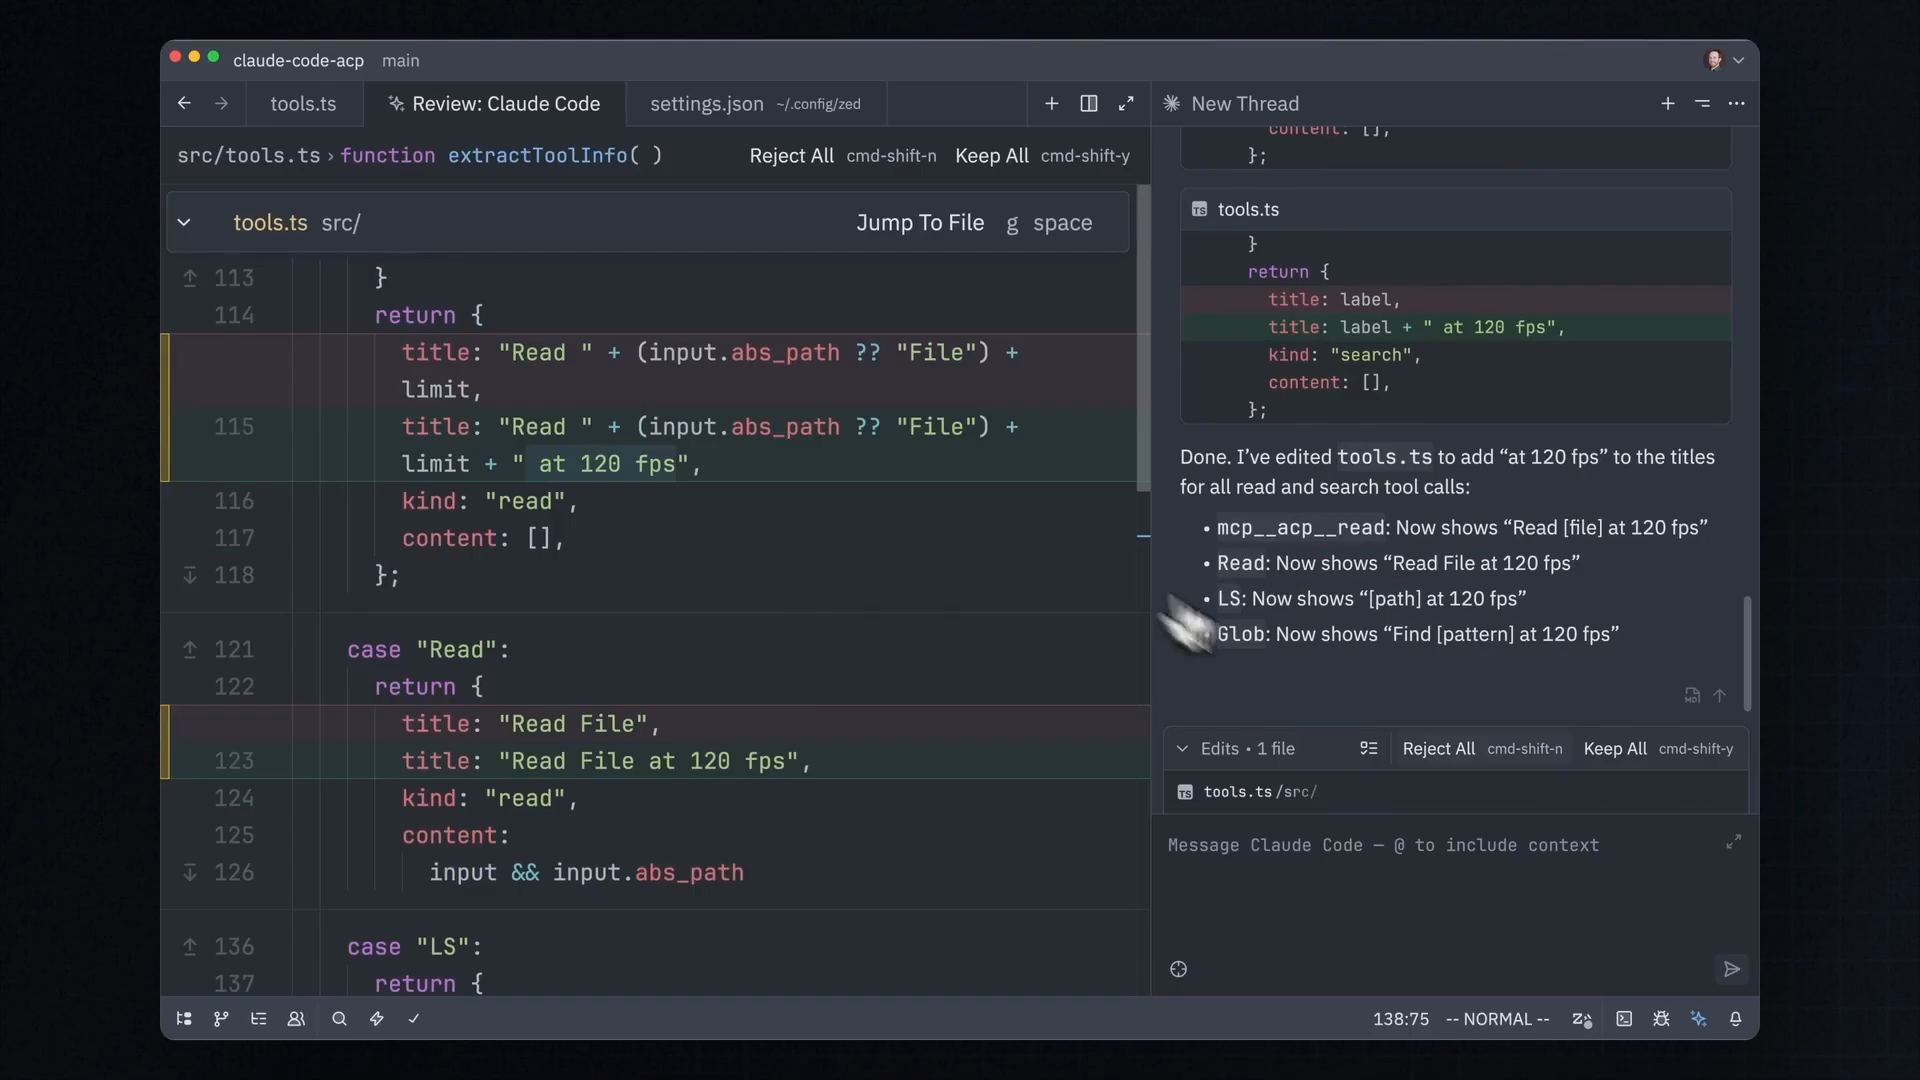 claude-code-acp main
tools.ts
Review: Claude Code
settings.json ~/.config/zed
src/tools.ts › function extractToolInfo( )
Reject All cmd-shift-n Keep All cmd-shift-y
tools.ts src/
Jump To File g space
113 }
114 return {
title: "Read " + (input.abs_path ?? "File") +
limit,
115 title: "Read " + (input.abs_path ?? "File") +
limit + " at 120 fps",
116 kind: "read",
117 content: [],
118 };
121 case "Read":
122 return {
title: "Read File",
123 title: "Read File at 120 fps",
124 kind: "read",
125 content:
126 input && input.abs_path
136 case "LS":
137 return {
New Thread
content: [],
};
TS tools.ts
}
return {
title: label,
title: label + " at 120 fps",
kind: "search",
content: [],
};
Done. I’ve edited tools.ts to add “at 120 fps” to the titles
for all read and search tool calls:
• mcp__acp__read: Now shows “Read [file] at 120 fps”
• Read: Now shows “Read File at 120 fps”
• LS: Now shows “[path] at 120 fps”
Glob: Now shows “Find [pattern] at 120 fps”
MD
Edits • 1 file
Reject All cmd-shift-n Keep All cmd-shift-y
TS tools.ts /src/
Message Claude Code — @ to include context
138:75 -- NORMAL --